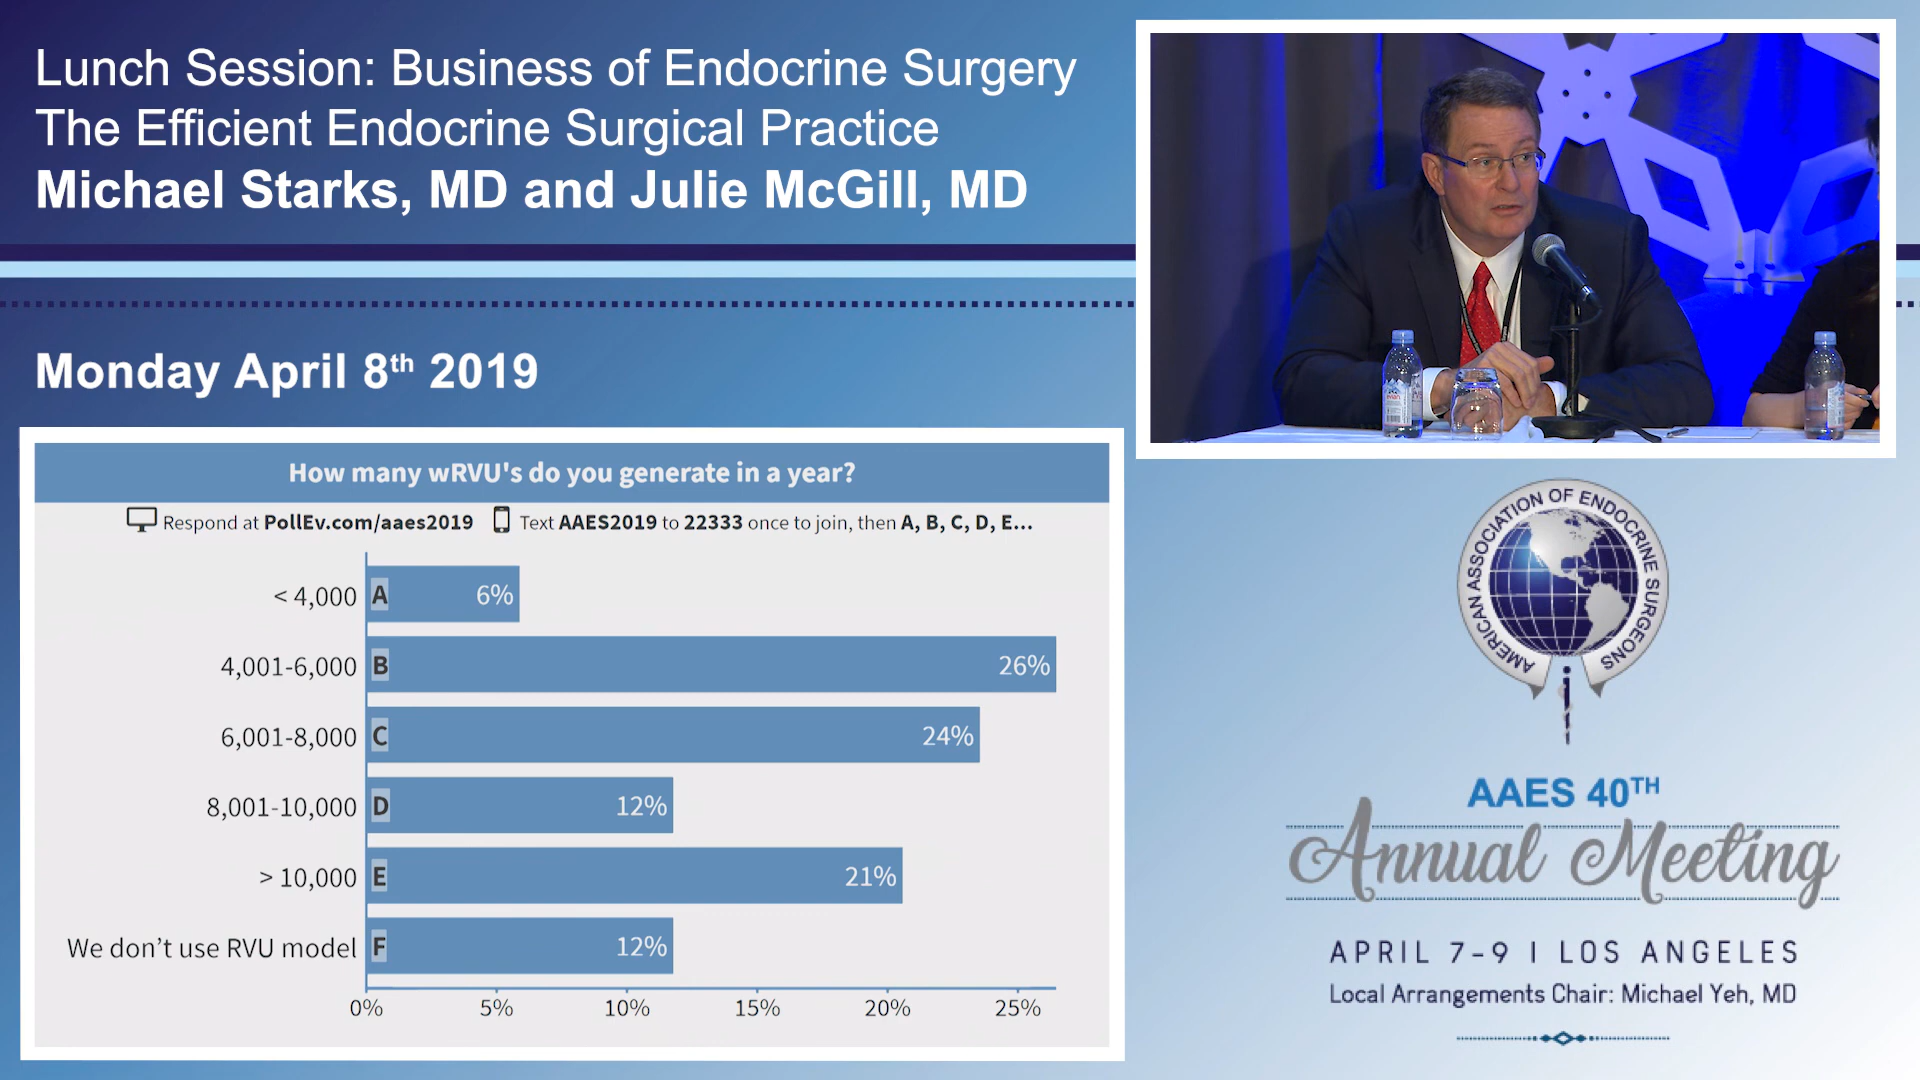 Lunch Session: Business of Endocrine Surgery
The Efficient Endocrine Surgical Practice
Michael Starks, MD and Julie McGill, MD
Monday April 8th 2019
How many wRVU's do you generate in a year?
Respond at PollEv.com/aaes2019 Text AAES2019 to 22333 once to join, then A, B, C, D, E...
< 4,000 A 6%
4,001-6,000 B 26%
6,001-8,000 C 24%
8,001-10,000 D 12%
> 10,000 E 21%
We don’t use RVU model F 12%
0% 5% 10% 15% 20% 25%
evian
AMERICAN ASSOCIATION OF ENDOCRINE SURGEONS
AAES 40TH
Annual Meeting
APRIL 7-9 | LOS ANGELES
Local Arrangements Chair: Michael Yeh, MD